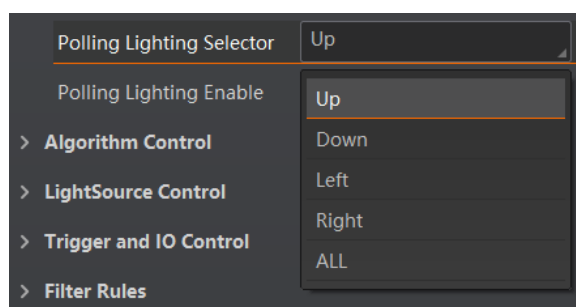 Polling Lighting Selector Up
Polling Lighting Enable
Up
Algorithm Control
Down
LightSource Control
Left
Trigger and IO Control
Right
ALL
Filter Rules